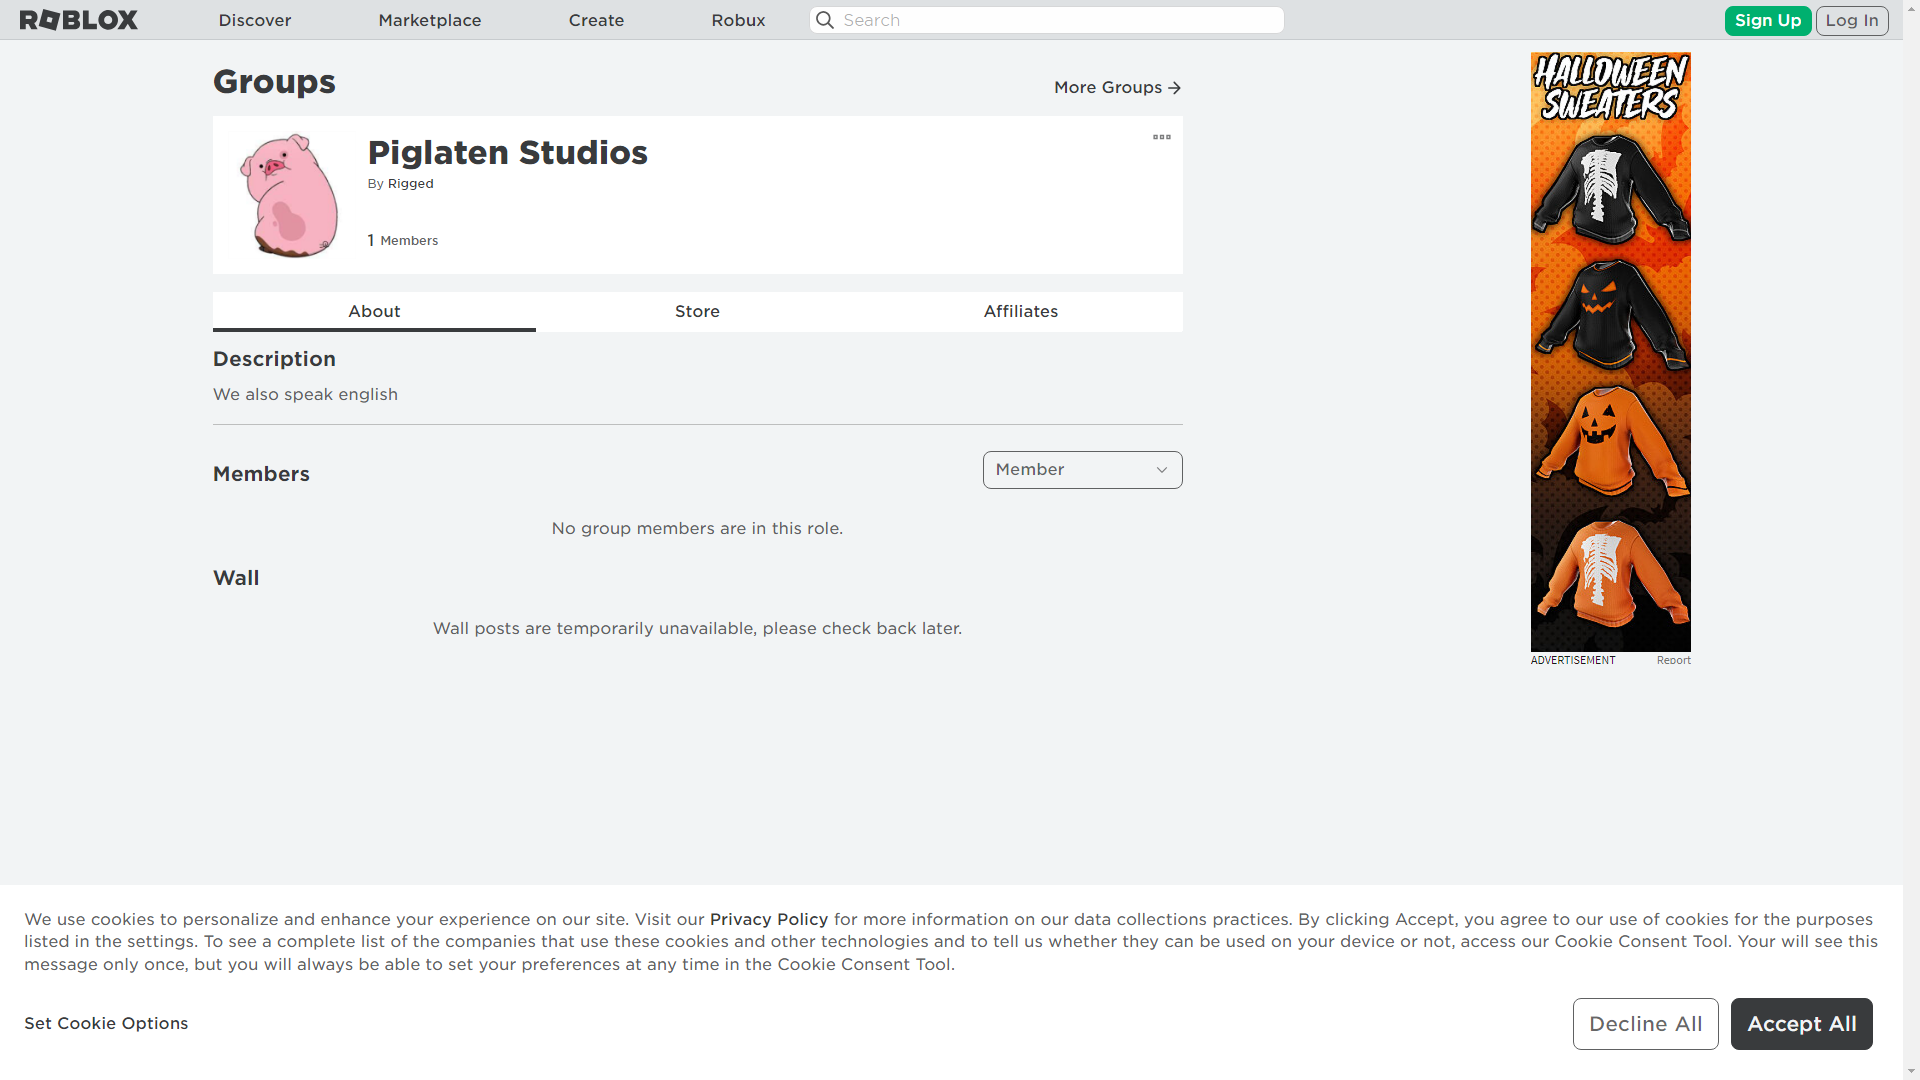 ROBLOX Discover Marketplace Create Robux Search Sign Up Log In
Groups
More Groups
Piglaten Studios
By Rigged
1 Members
About Store Affiliates
Description
We also speak english
Members
Member
No group members are in this role.
Wall
Wall posts are temporarily unavailable, please check back later.
HALLOWEEN
SWEATERS
ADVERTISEMENT Report
We use cookies to personalize and enhance your experience on our site. Visit our Privacy Policy for more information on our data collections practices. By clicking Accept, you agree to our use of cookies for the purposes
listed in the settings. To see a complete list of the companies that use these cookies and other technologies and to tell us whether they can be used on your device or not, access our Cookie Consent Tool. Your will see this
message only once, but you will always be able to set your preferences at any time in the Cookie Consent Tool.
Set Cookie Options
Decline All
Accept All